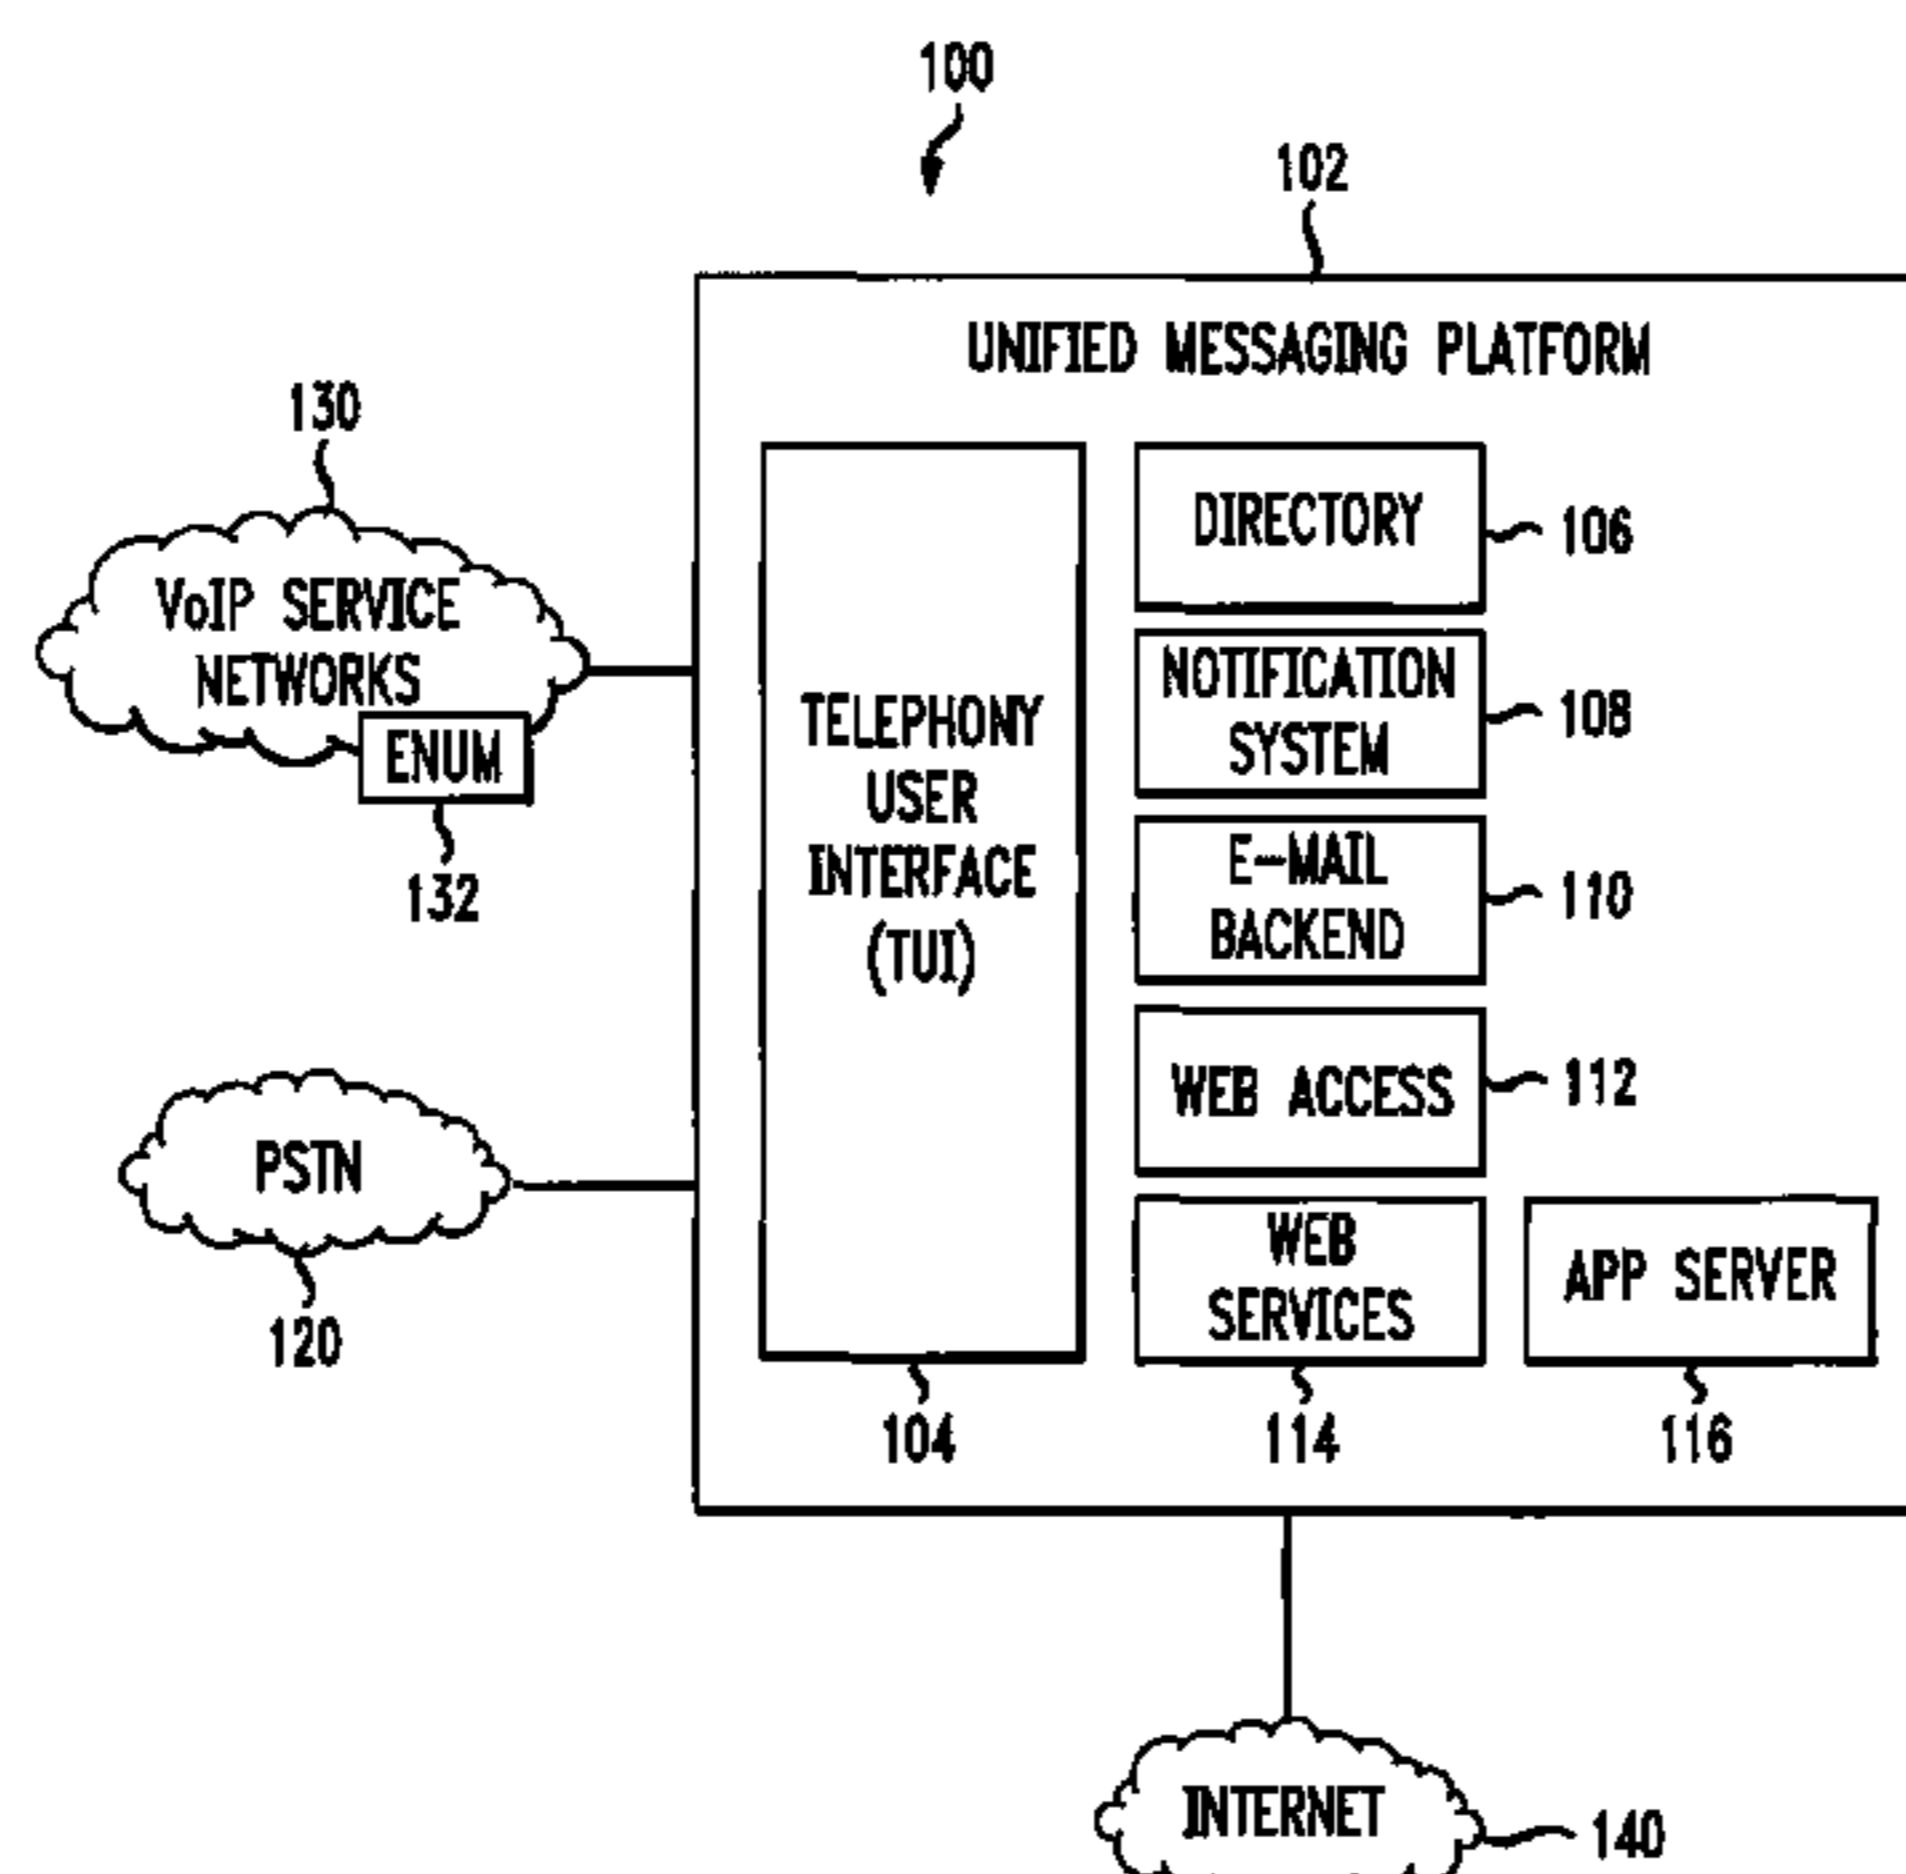 100
102
UNIFIED MESSAGING PLATFORM
130
VoIP SERVICE
NETWORKS
ENUM
132
PSTN
120
TELEPHONY
USER
INTERFACE
(TUI)
104
DIRECTORY
106
NOTIFICATION
SYSTEM
108
E-MAIL
BACKEND
110
WEB ACCESS
112
WEB
SERVICES
114
APP SERVER
116
INTERNET
140